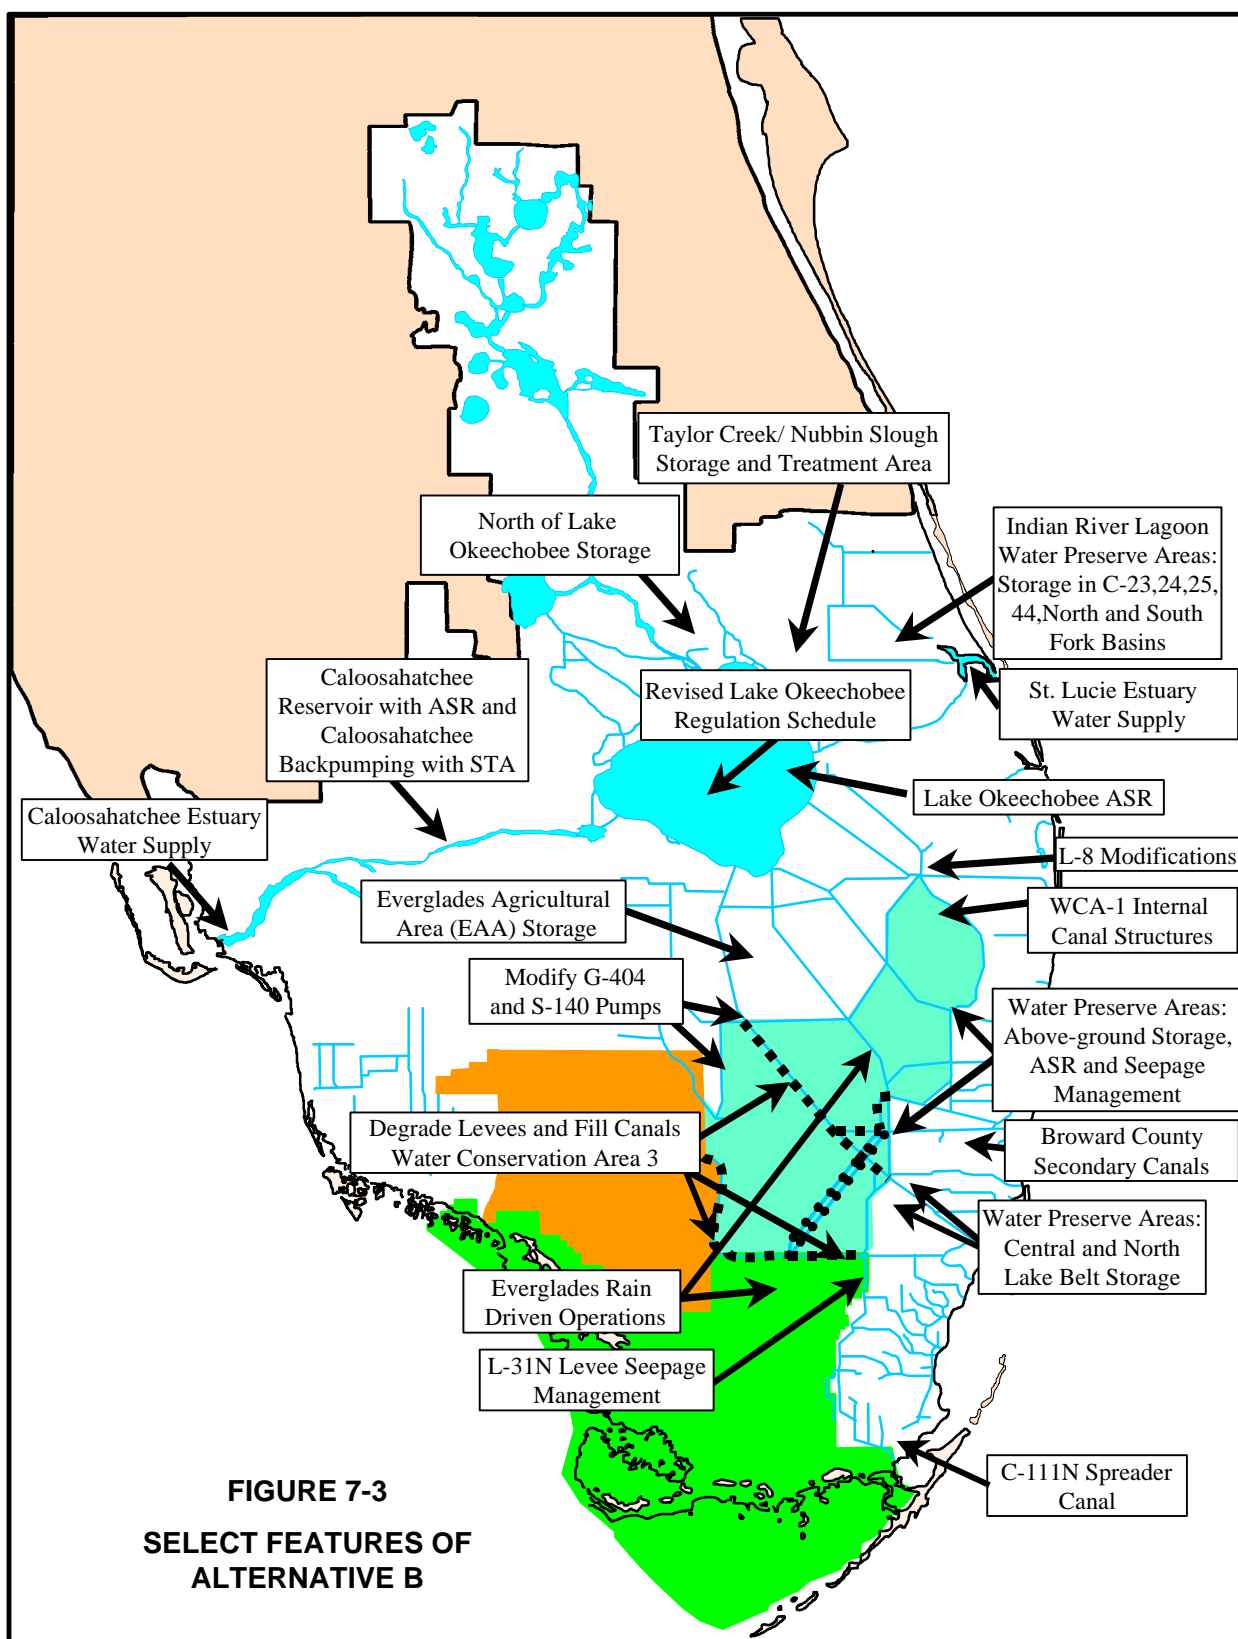 Taylor Creek/ Nubbin Slough
Storage and Treatment Area
North of Lake
Okeechobee Storage
Indian River Lagoon
Water Preserve Areas:
Storage in C-23,24,25,
44,North and South
Fork Basins
Caloosahatchee
Reservoir with ASR and
Caloosahatchee
Backpumping with STA
Revised Lake Okeechobee
Regulation Schedule
St. Lucie Estuary
Water Supply
Caloosahatchee Estuary
Water Supply
Lake Okeechobee ASR
L-8 Modifications
Everglades Agricultural
Area (EAA) Storage
WCA-1 Internal
Canal Structures
Modify G-404
and S-140 Pumps
Water Preserve Areas:
Above-ground Storage,
ASR and Seepage
Management
Degrade Levees and Fill Canals
Water Conservation Area 3
Broward County
Secondary Canals
Water Preserve Areas:
Central and North
Lake Belt Storage
Everglades Rain
Driven Operations
L-31N Levee Seepage
Management
C-111N Spreader
Canal
FIGURE 7-3
SELECT FEATURES OF
ALTERNATIVE B